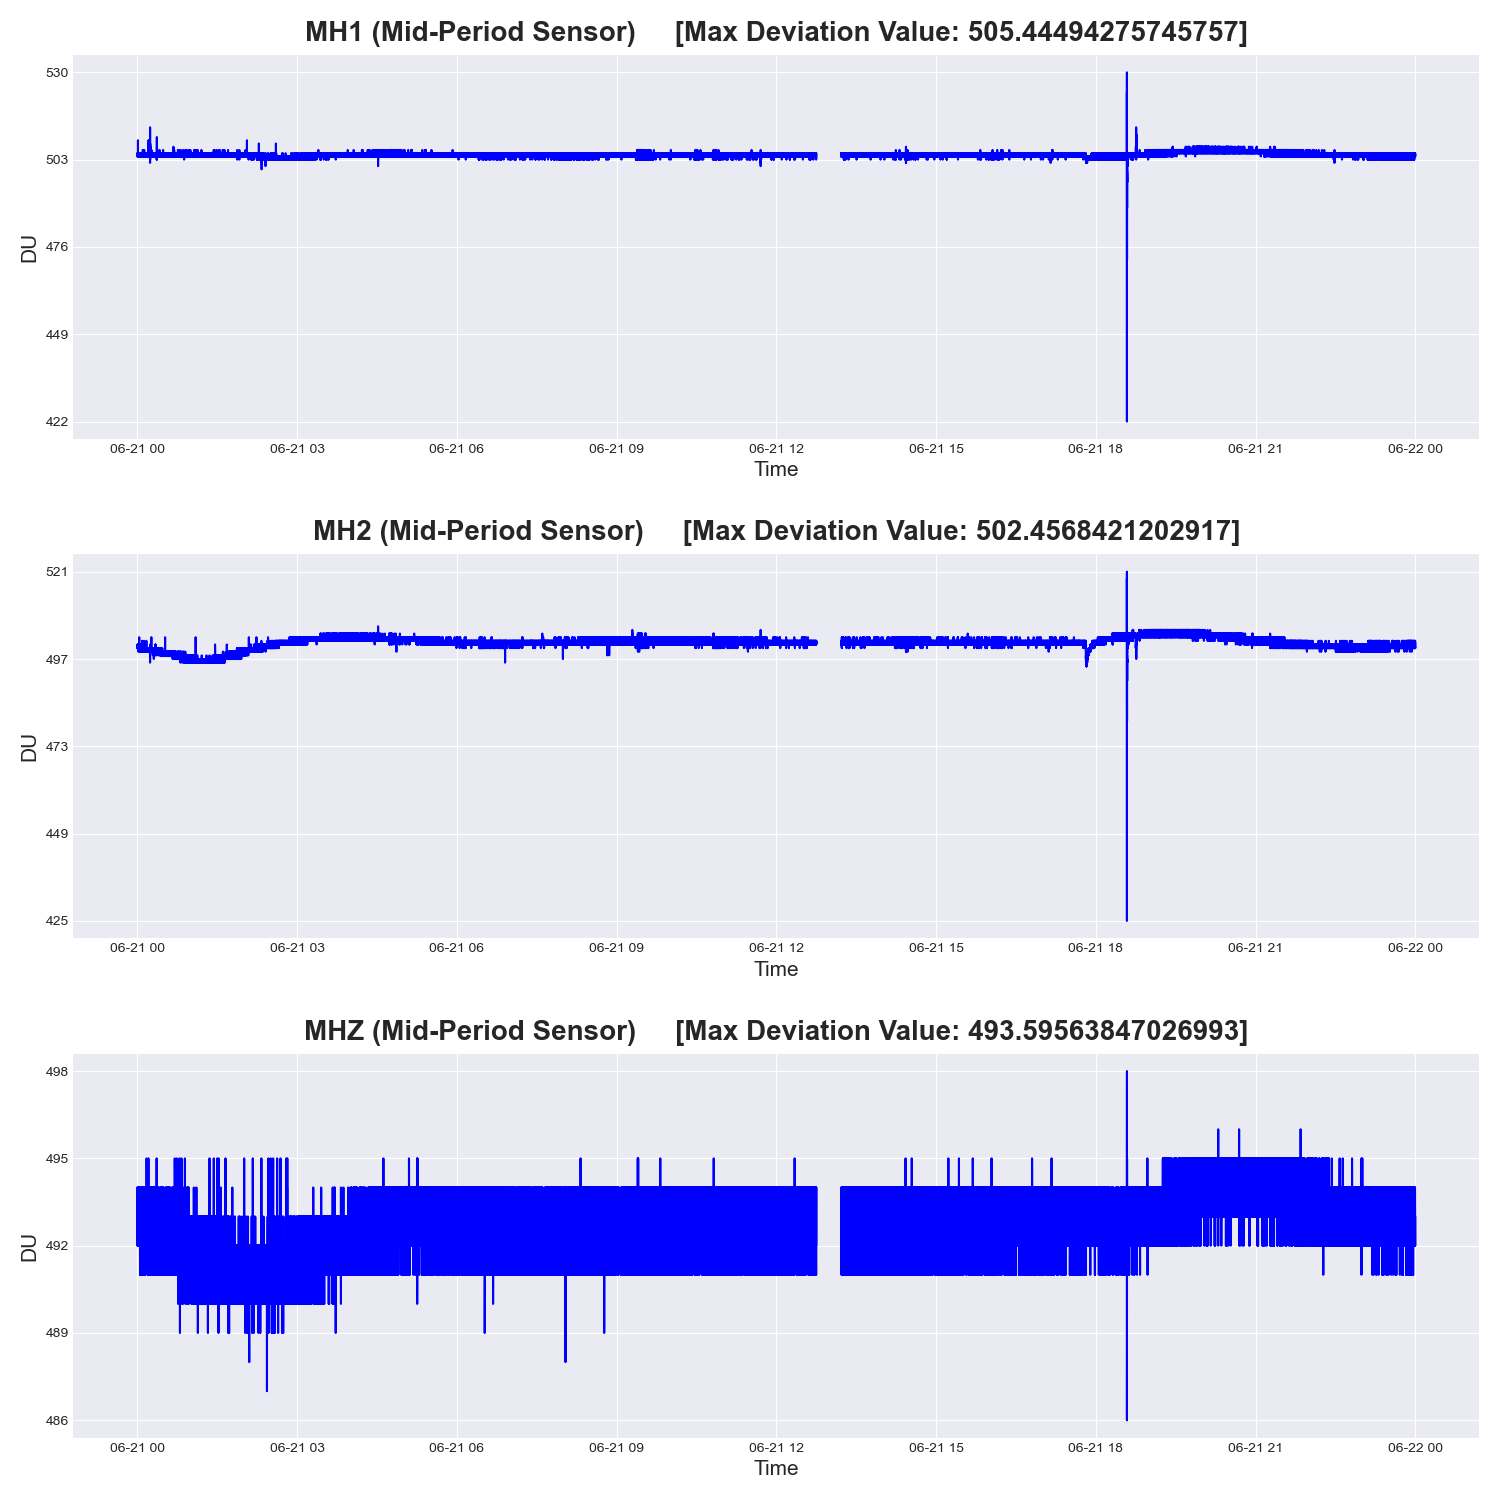 MH1 (Mid-Period Sensor) [Max Deviation Value: 505.44494275745757]
530
503
476
449
422
DU
06-21 00 06-21 03 06-21 06 06-21 09 06-21 12 06-21 15 06-21 18 06-21 21 06-22 00
Time
MH2 (Mid-Period Sensor) [Max Deviation Value: 502.4568421202917]
521
497
473
449
425
DU
06-21 00 06-21 03 06-21 06 06-21 09 06-21 12 06-21 15 06-21 18 06-21 21 06-22 00
Time
MHZ (Mid-Period Sensor) [Max Deviation Value: 493.59563847026993]
498
495
492
489
486
DU
06-21 00 06-21 03 06-21 06 06-21 09 06-21 12 06-21 15 06-21 18 06-21 21 06-22 00
Time